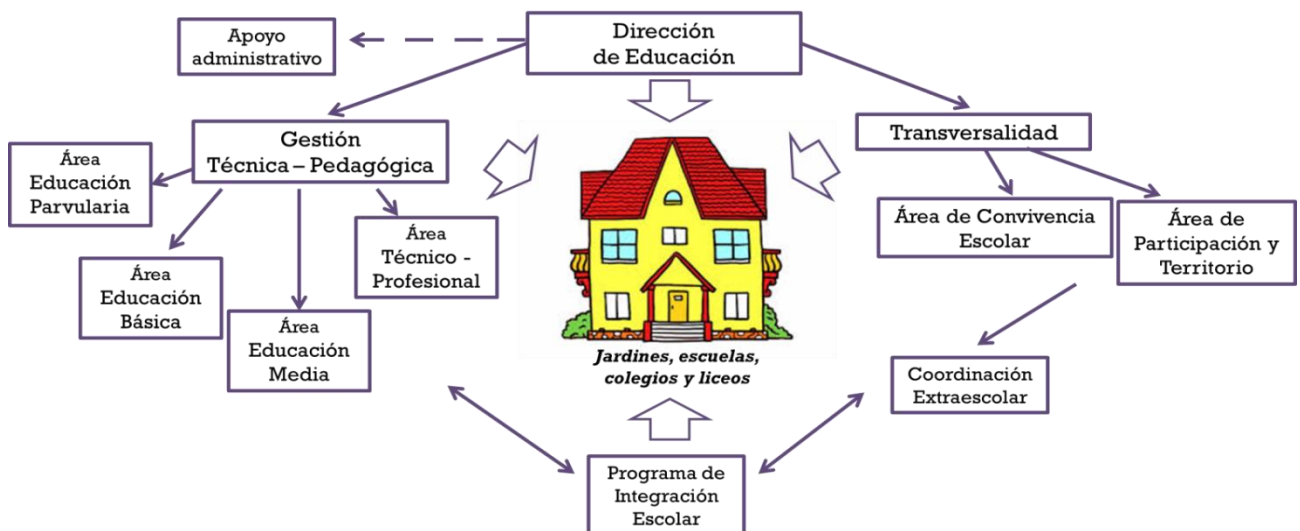 Apoyo
administrativo
Dirección
de Educación
Gestión
Técnica – Pedagógica
Transversalidad
Área
Educación
Parvularia
Área
Educación
Básica
Área
Educación
Media
Área
Técnico -
Profesional
Área de Convivencia
Escolar
Área de
Participación y
Territorio
Jardines, escuelas,
colegios y liceos
Coordinación
Extraescolar
Programa de
Integración
Escolar